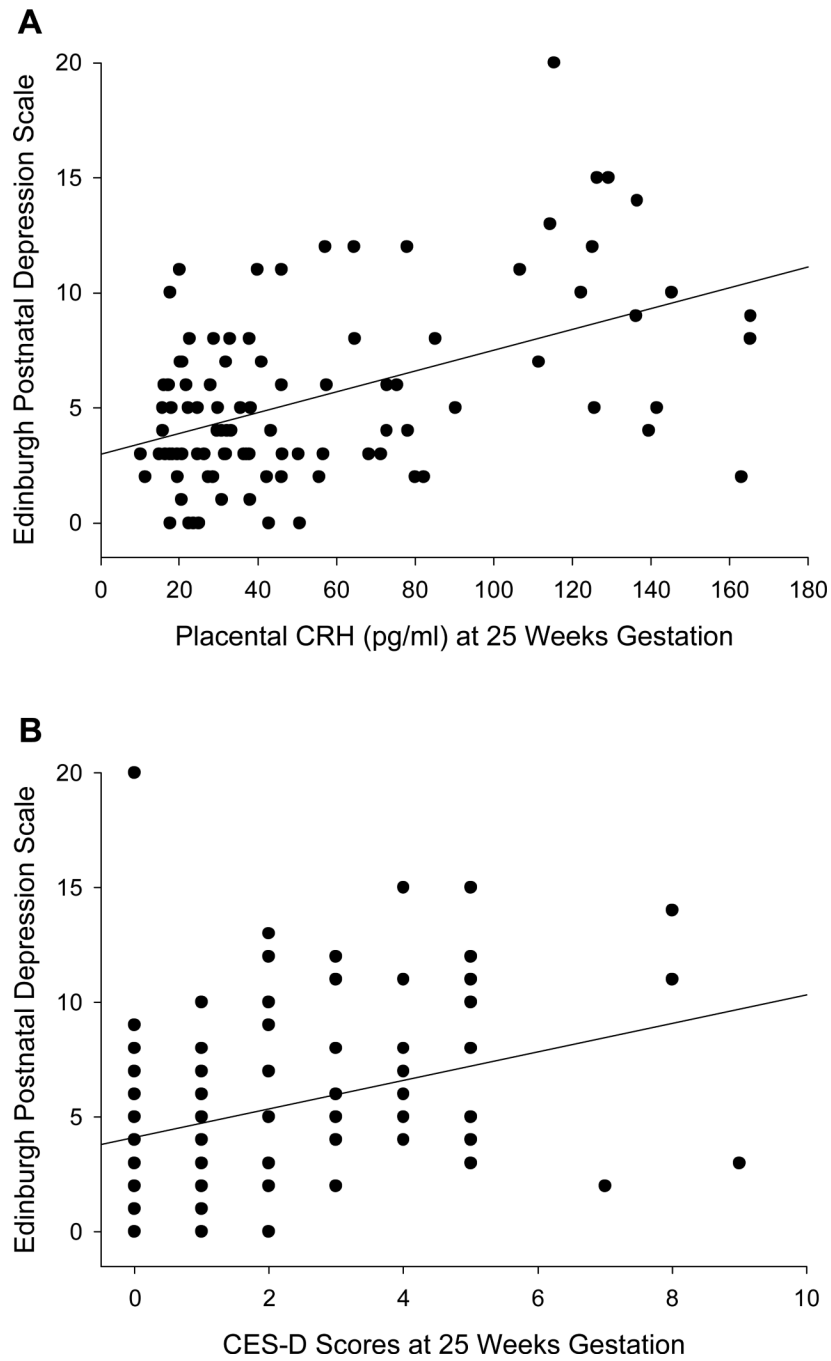 A
Edinburgh Postnatal Depression Scale
20
15
10
5
0
0 20 40 60 80 100 120 140 160 180
Placental CRH (pg/ml) at 25 Weeks Gestation
B
Edinburgh Postnatal Depression Scale
20
15
10
5
0
0 2 4 6 8 10
CES-D Scores at 25 Weeks Gestation